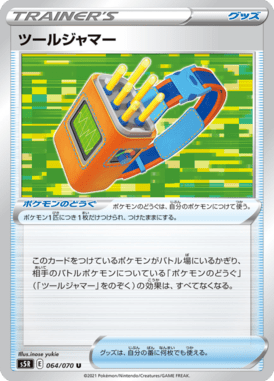 TRAINER'S グッズ
ツールジャマー
ポケモンのどうぐ
ポケモンのどうぐは、自分のポケモンにつけて使う。
ポケモン1匹につき1枚だけつけられ、つけたままにする。
このカードをつけているポケモンがバトル場にいるかぎり、
相手のバトルポケモンについている「ポケモンのどうぐ」
(「ツールジャマー」をのぞく)の効果は、すべてなくなる。
Illus.inose yukie
s5R E 064/070 U
グッズは、自分の番に何枚でも使える。
©2021 Pokémon/Nintendo/Creatures/GAME FREAK.